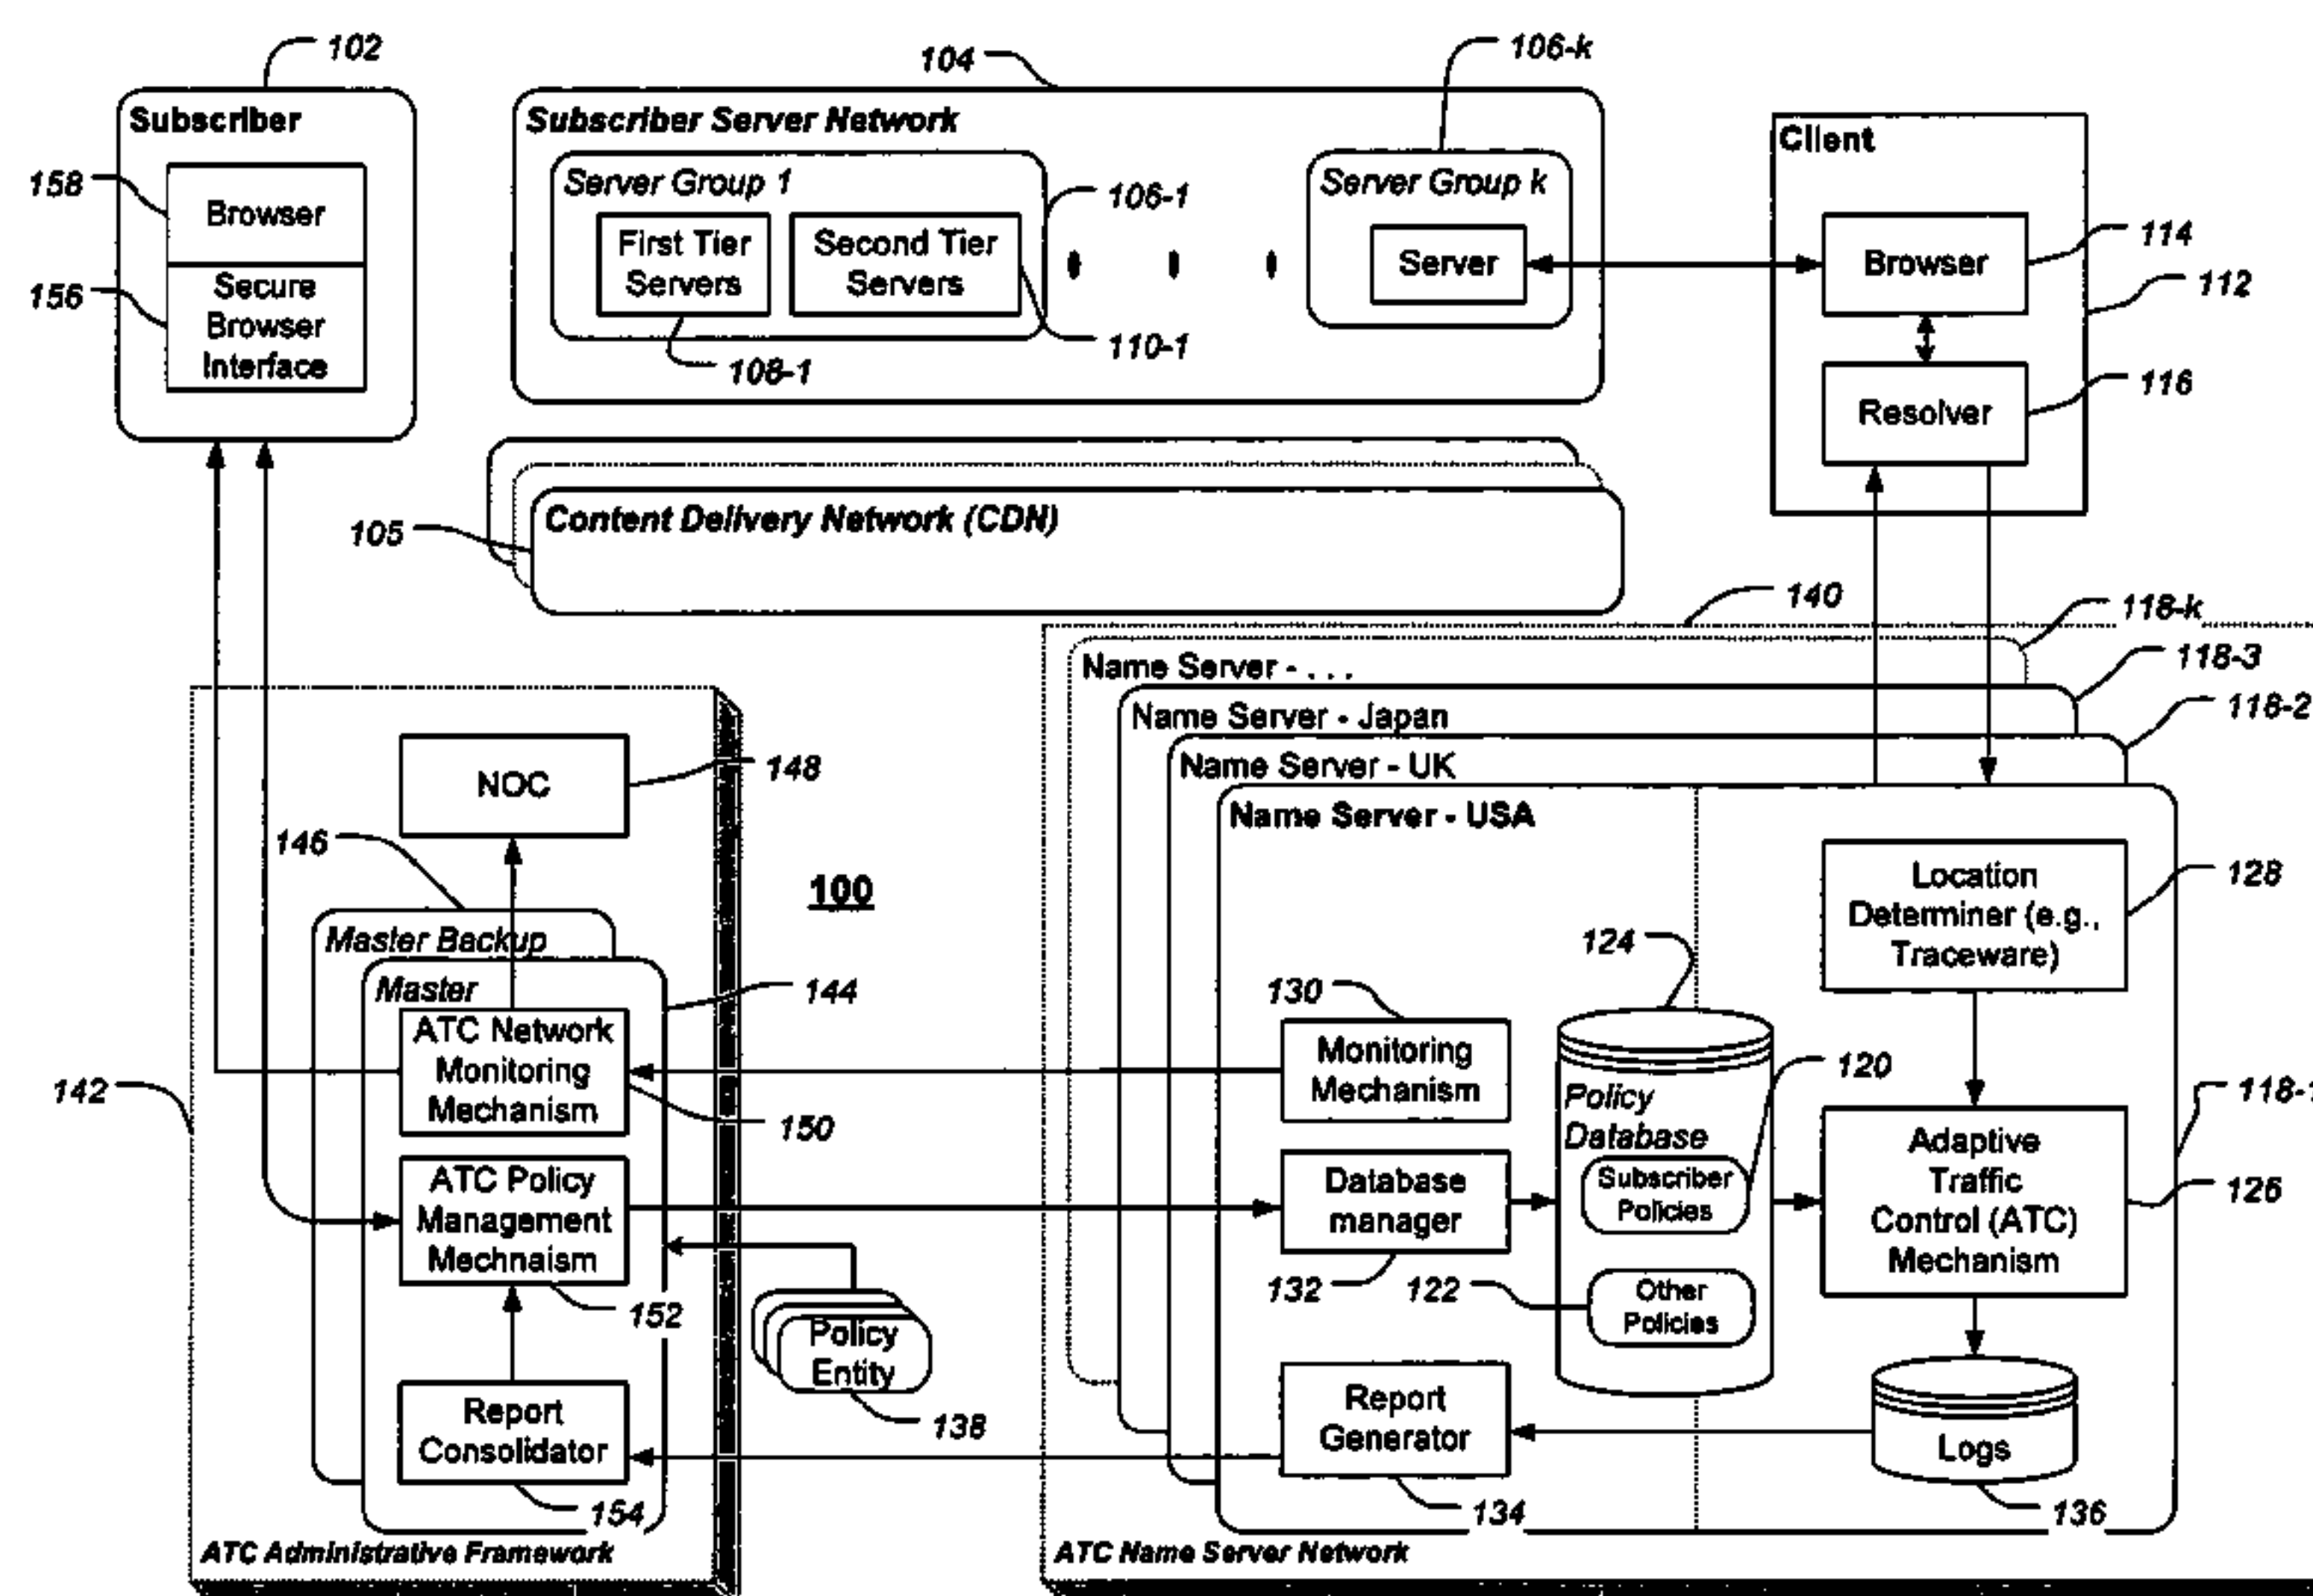 102
Subscriber
158
Browser
156
Secure
Browser
Interface
104
106-k
Subscriber Server Network
Server Group 1
First Tier
Servers
Second Tier
Servers
106-1
108-1
110-1
Server Group k
Server
Client
Browser
114
112
Resolver
116
105
Content Delivery Network (CDN)
140
118-k
118-3
118-2
Name Server - . . .
Name Server - Japan
Name Server - UK
Name Server - USA
NOC
148
146
100
Master Backup
Master
144
ATC Network
Monitoring
Mechanism
142
150
ATC Policy
Management
Mechnaism
152
Policy
Entity
138
Report
Consolidator
154
ATC Administrative Framework
Location
Determiner (e.g.,
Traceware)
128
124
130
Monitoring
Mechanism
120
Policy
Database
Subscriber
Policies
118-1
Database
manager
132
122
Other
Policies
Adaptive
Traffic
Control (ATC)
Mechanism
126
Report
Generator
134
Logs
136
ATC Name Server Network